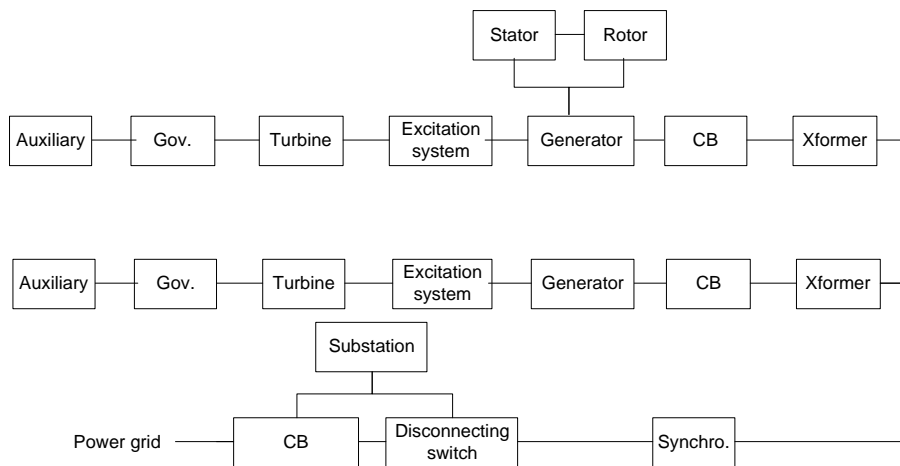 Stator
Rotor
Auxiliary
Gov.
Turbine
Excitation
system
Generator
CB
Xformer
Auxiliary
Gov.
Turbine
Excitation
system
Generator
CB
Xformer
Substation
Power grid
CB
Disconnecting
switch
Synchro.